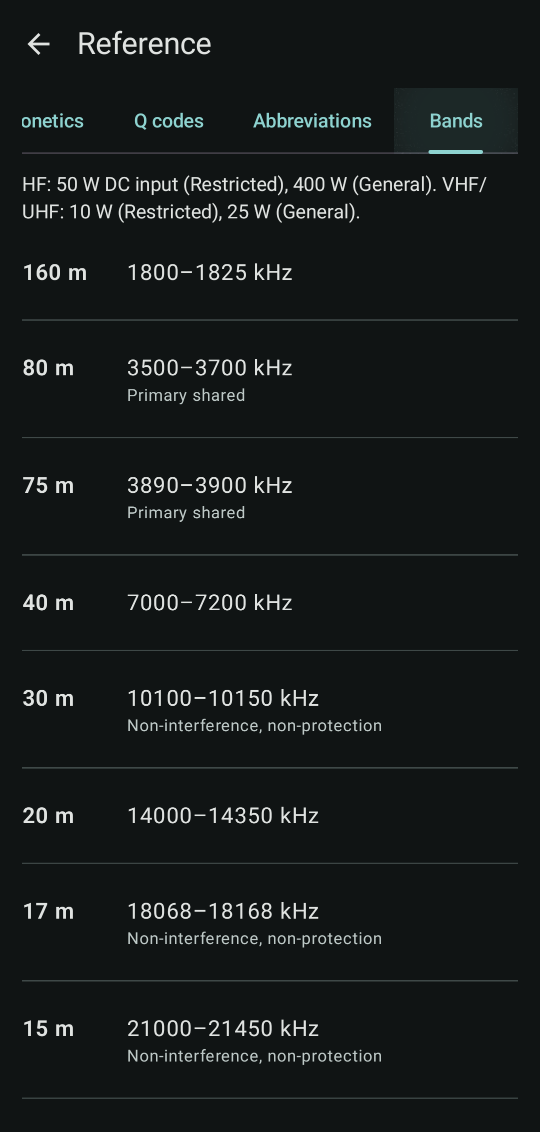 Reference
onetics Q codes Abbreviations Bands
HF: 50 W DC input (Restricted), 400 W (General). VHF/
UHF: 10 W (Restricted), 25 W (General).
160 m 1800–1825 kHz
80 m 3500–3700 kHz
Primary shared
75 m 3890–3900 kHz
Primary shared
40 m 7000–7200 kHz
30 m 10100–10150 kHz
Non-interference, non-protection
20 m 14000–14350 kHz
17 m 18068–18168 kHz
Non-interference, non-protection
15 m 21000–21450 kHz
Non-interference, non-protection